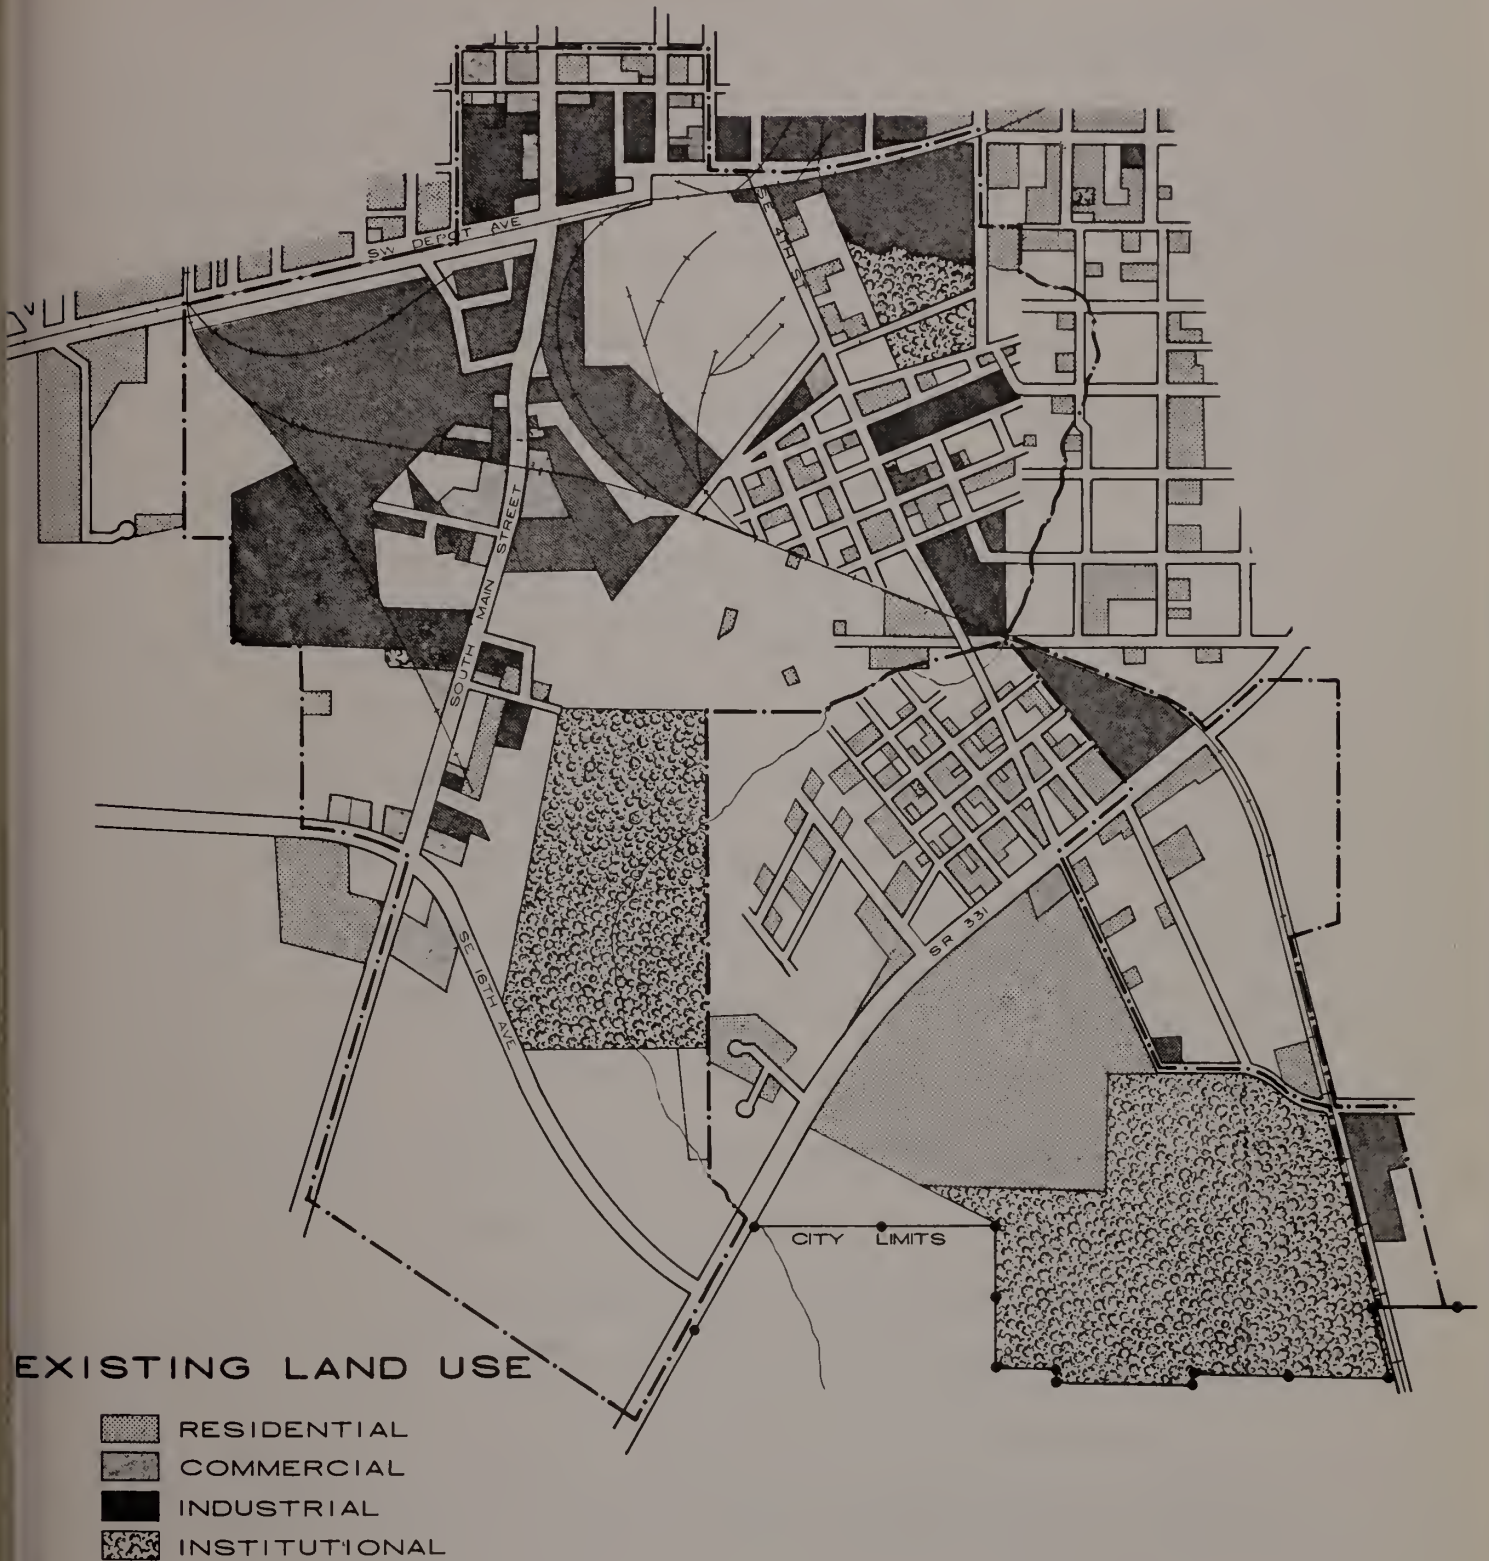 SW DEPOT AVE
SE 4TH ST
SOUTH MAIN STREET
SE 16TH AVE
SR 331
CITY LIMITS
EXISTING LAND USE
RESIDENTIAL
COMMERCIAL
INDUSTRIAL
INSTITUTIONAL